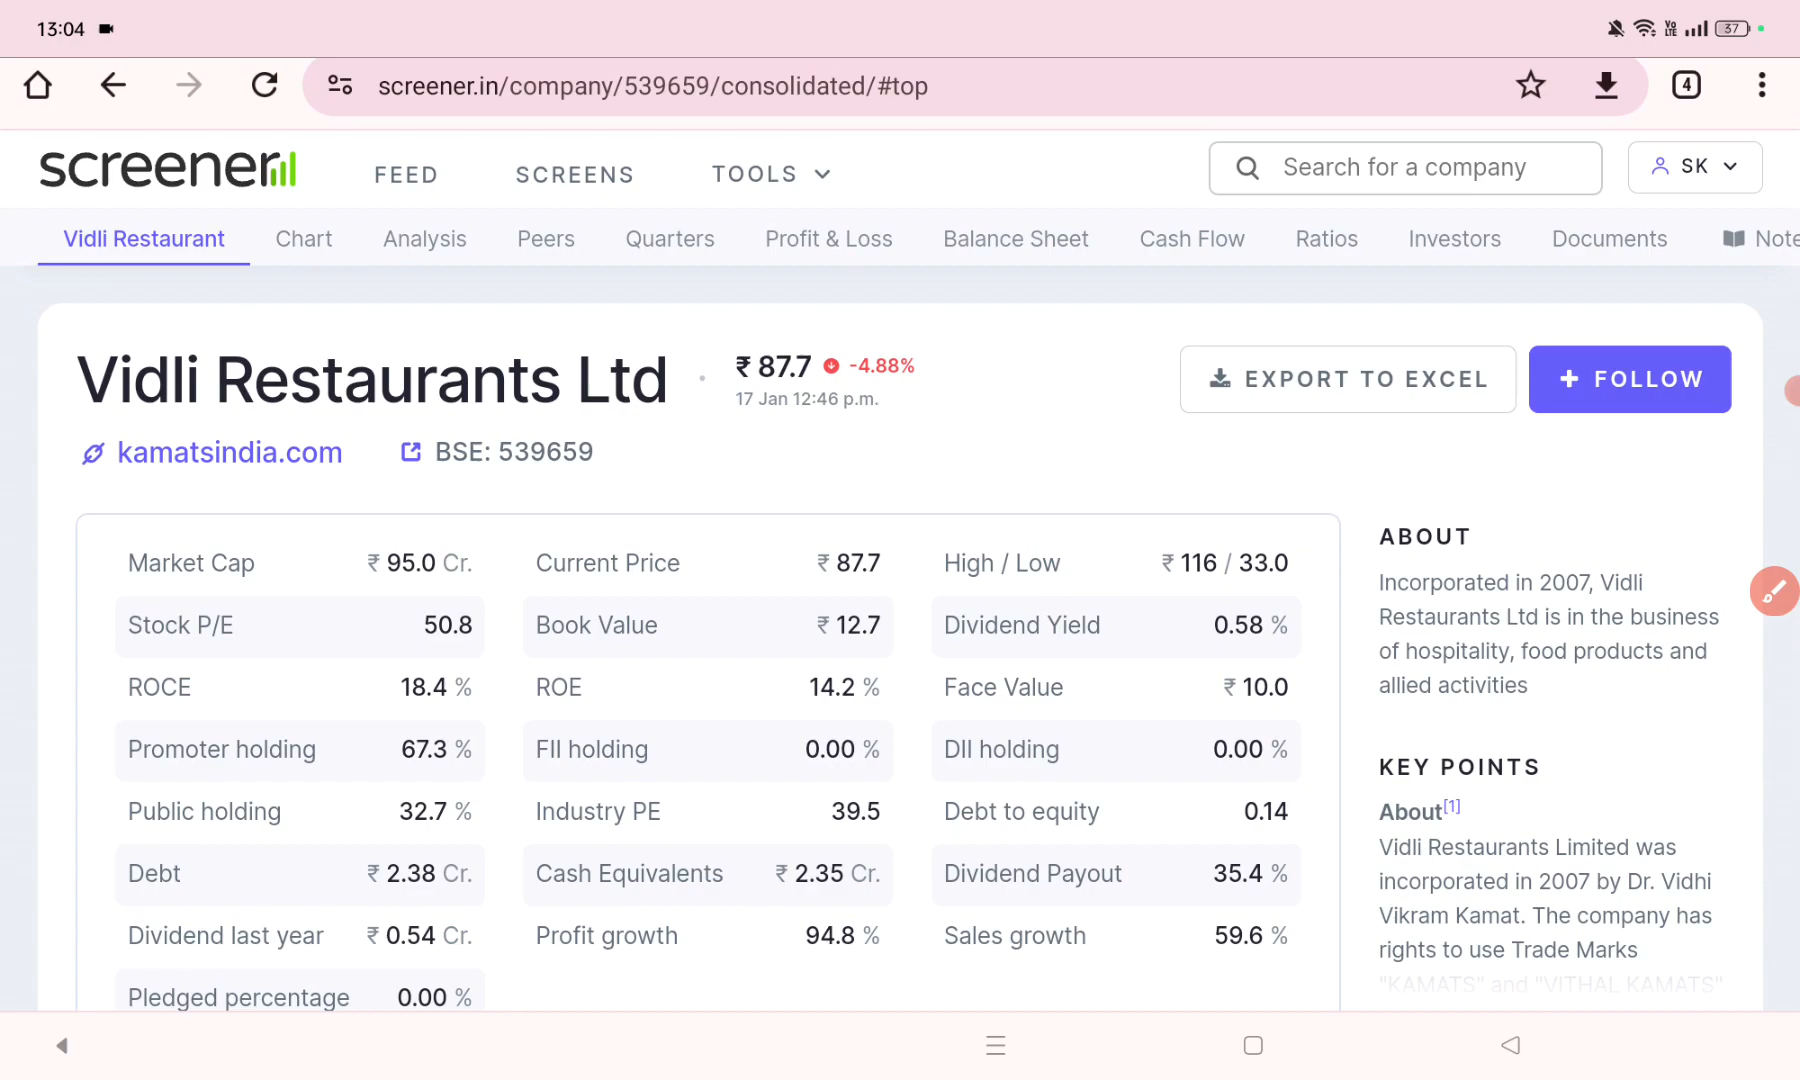 13:04
Vo LTE 37
screener.in/company/539659/consolidated/#top
4
screener
FEED SCREENS TOOLS
Search for a company
SK
Vidli Restaurant Chart Analysis Peers Quarters Profit & Loss Balance Sheet Cash Flow Ratios Investors Documents Note
Vidli Restaurants Ltd
₹ 87.7 -4.88%
17 Jan 12:46 p.m.
EXPORT TO EXCEL
+ FOLLOW
kamatsindia.com BSE: 539659
Market Cap ₹ 95.0 Cr. Current Price ₹ 87.7 High / Low ₹ 116 / 33.0
Stock P/E 50.8 Book Value ₹ 12.7 Dividend Yield 0.58 %
ROCE 18.4 % ROE 14.2 % Face Value ₹ 10.0
Promoter holding 67.3 % FII holding 0.00 % DII holding 0.00 %
Public holding 32.7 % Industry PE 39.5 Debt to equity 0.14
Debt ₹ 2.38 Cr. Cash Equivalents ₹ 2.35 Cr. Dividend Payout 35.4 %
Dividend last year ₹ 0.54 Cr. Profit growth 94.8 % Sales growth 59.6 %
Pledged percentage 0.00 %
ABOUT
Incorporated in 2007, Vidli
Restaurants Ltd is in the business
of hospitality, food products and
allied activities
KEY POINTS
About[1]
Vidli Restaurants Limited was
incorporated in 2007 by Dr. Vidhi
Vikram Kamat. The company has
rights to use Trade Marks
"KAMATS" and "VITHAL KAMATS"